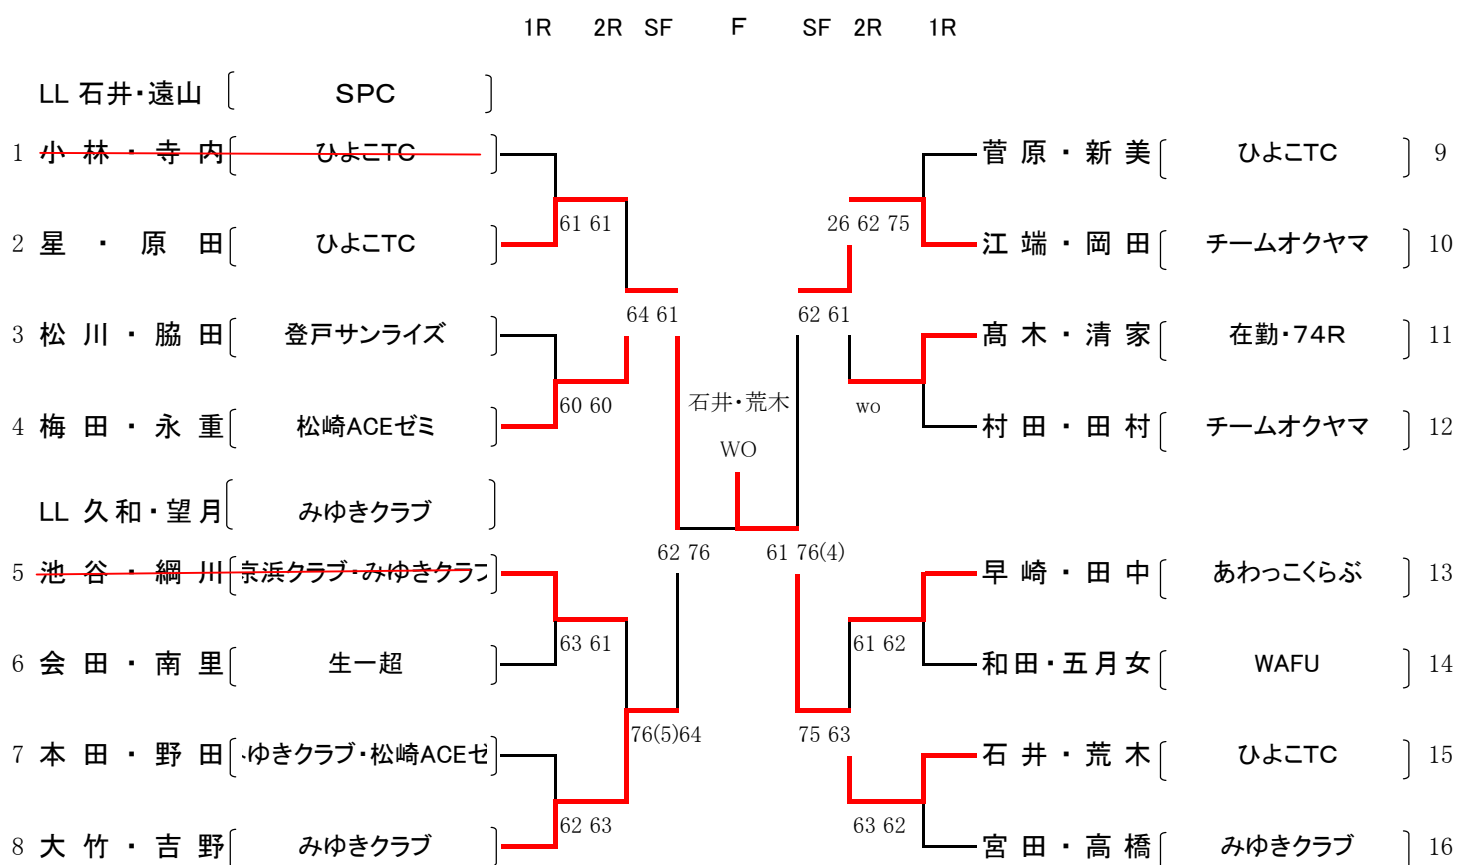 1R 2R SF F SF 2R 1R
LL 石井・遠山 SPC
1 小林・寺内 ひよこTC
菅原・新美 ひよこTC 9
61 61
26 62 75
2 星・原田 ひよこTC
江端・岡田 チームオクヤマ 10
64 61
62 61
3 松川・脇田 登戸サンライズ
髙木・清家 在勤・74R 11
60 60
石井・荒木
wo
4 梅田・永重 松崎ACEゼミ
村田・田村 チームオクヤマ 12
WO
LL 久和・望月 みゆきクラブ
62 76
61 76(4)
5 池谷・綱川 京浜クラブ・みゆきクラブ
早崎・田中 あわっこくらぶ 13
63 61
61 62
6 会田・南里 生一超
和田・五月女 WAFU 14
76(5)64
75 63
7 本田・野田 ゆきクラブ・松崎ACEゼ
石井・荒木 ひよこTC 15
62 63
63 62
8 大竹・吉野 みゆきクラブ
宮田・高橋 みゆきクラブ 16